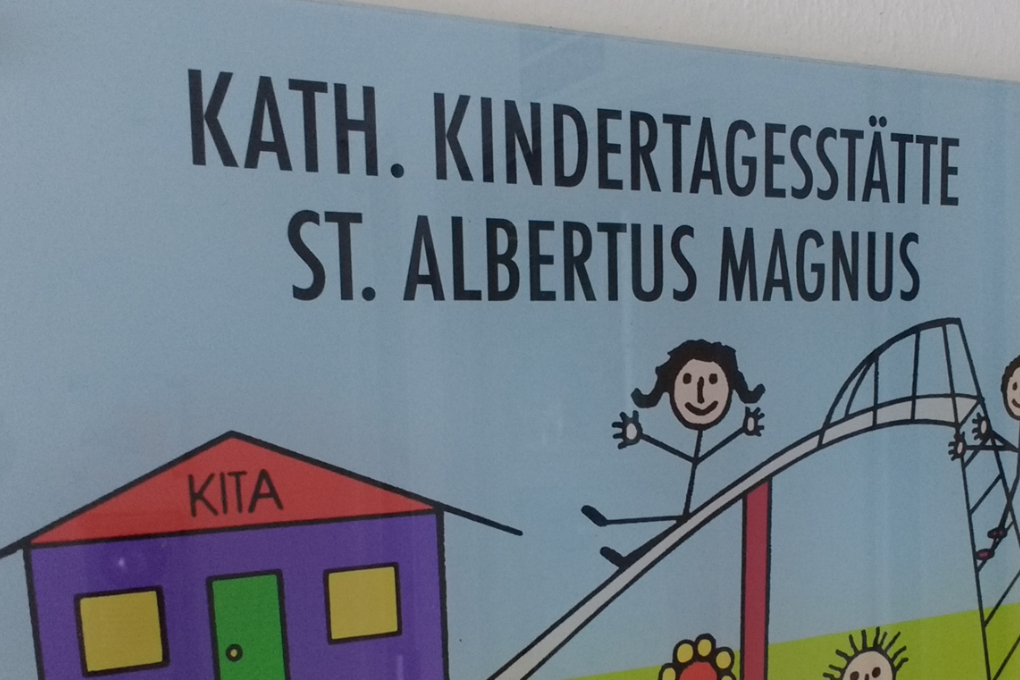 KATH. KINDERTAGESSTÄTTE
ST. ALBERTUS MAGNUS
KITA